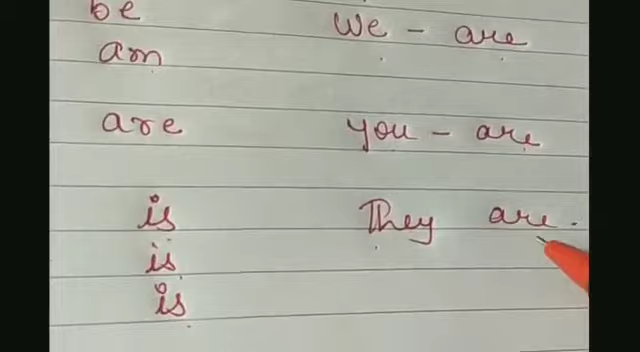 be
We - are
am
are you - are
is They are.
is
is